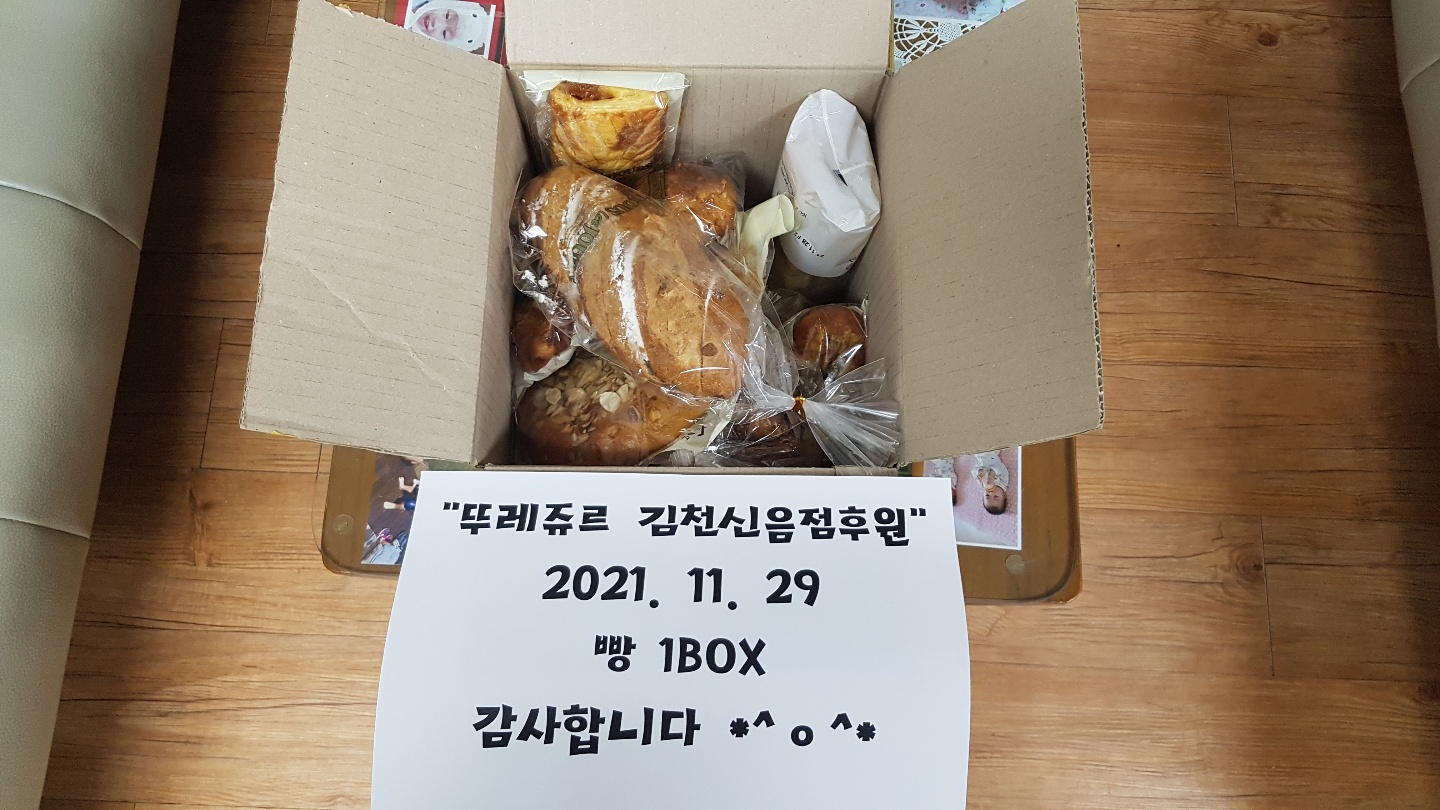 "뚜레쥬르 김천신음점후원"
2021. 11. 29
빵 1BOX
감사합니다 *^ o ^*